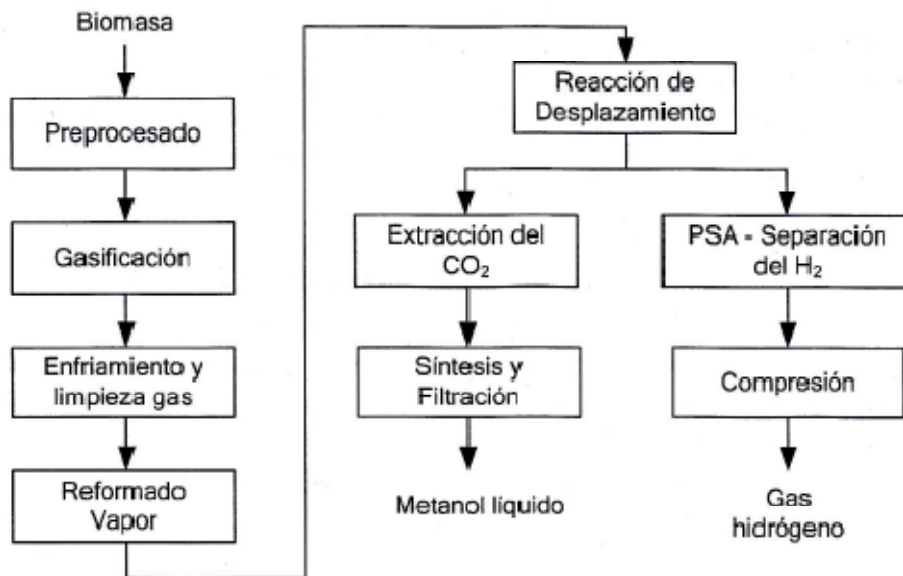 Biomasa
Preprocesado
Gasificación
Enfriamiento y
limpieza gas
Reformado
Vapor
Reacción de
Desplazamiento
Extracción del
CO₂
Síntesis y
Filtración
Metanol líquido
PSA - Separación
del H₂
Compresión
Gas
hidrógeno